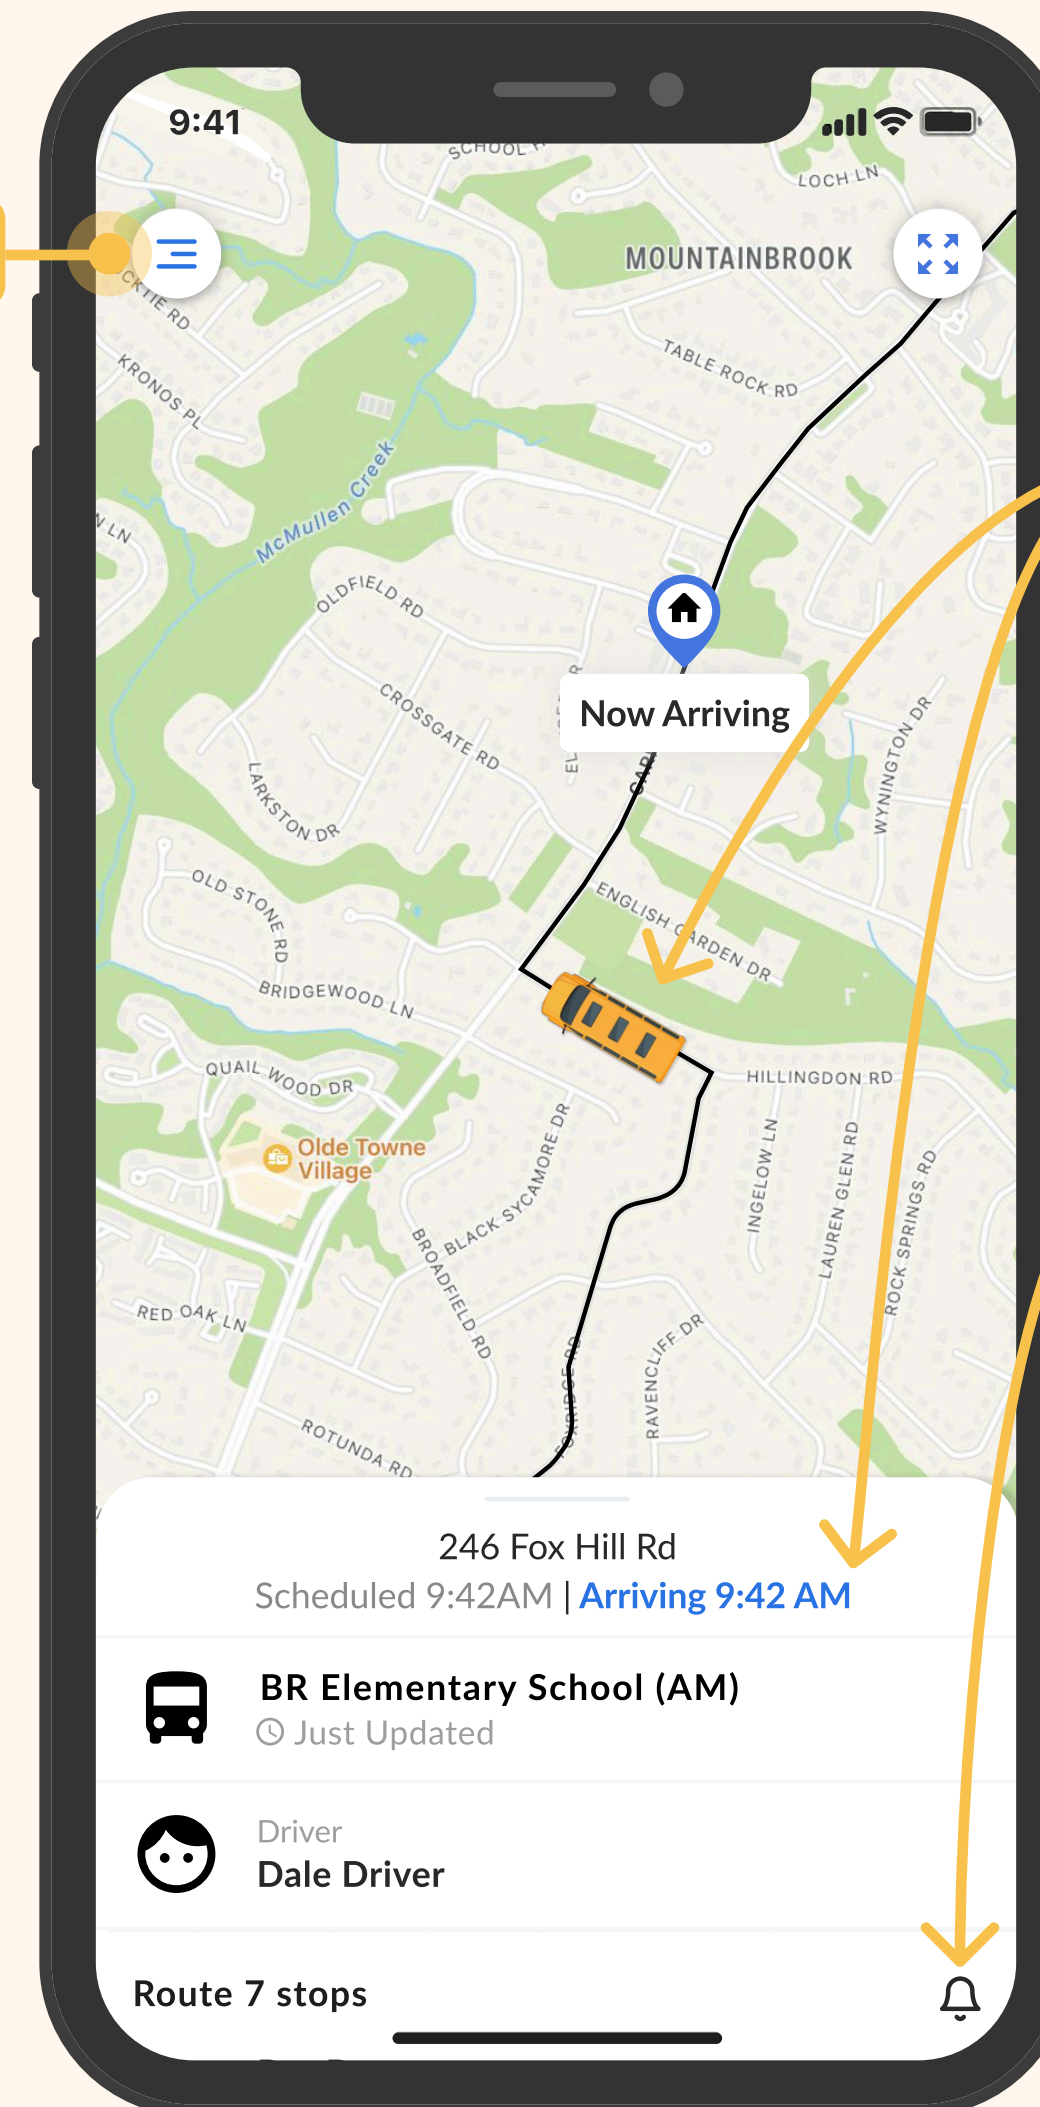 9:41
SCHOOL
LOCH LN
MOUNTAINBROOK
RD
TABLE ROCK RD
KRONOS PL
McMullen Creek
LN
OLDFIELD RD
CROSSGATE RD
Now Arriving
WYNINGTON DR
LARKSTON DR
OLD STONE RD
ENGLISH GARDEN DR
BRIDGEWOOD LN
QUAIL WOOD DR
HILLINGDON RD
Olde Towne
Village
BLACK SYCAMORE DR
INGELOW LN
LAUREN GLEN RD
ROCK SPRINGS RD
BROADFIELD RD
RED OAK LN
FOXRIDGE RD
RAVENCLIFF DR
ROTUNDA RD
246 Fox Hill Rd
Scheduled 9:42AM | Arriving 9:42 AM
BR Elementary School (AM)
Just Updated
Driver
Dale Driver
Route 7 stops